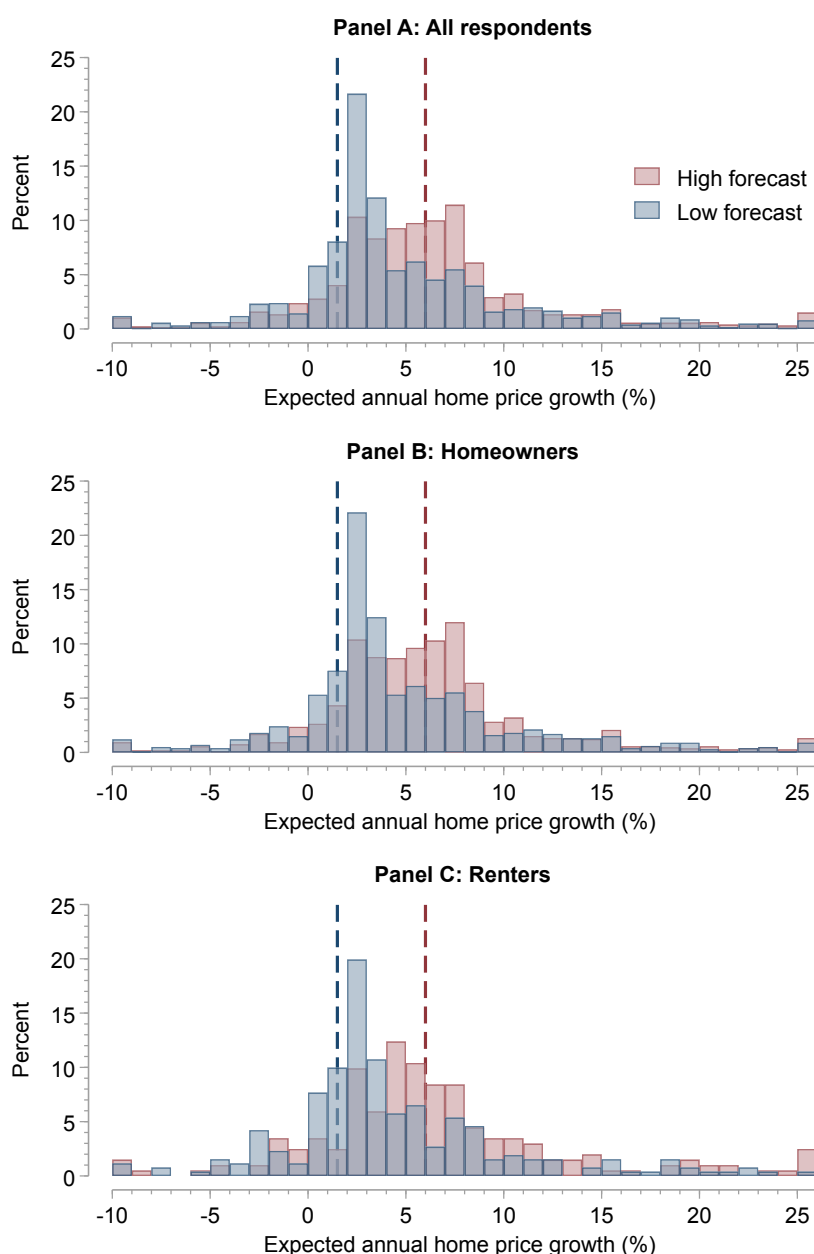 Panel A: All respondents
25
20
15
10
5
0
Percent
High forecast
Low forecast
-10 -5 0 5 10 15 20 25
Expected annual home price growth (%)
Panel B: Homeowners
25
20
15
10
5
0
Percent
-10 -5 0 5 10 15 20 25
Expected annual home price growth (%)
Panel C: Renters
25
20
15
10
5
0
Percent
-10 -5 0 5 10 15 20 25
Expected annual home price growth (%)